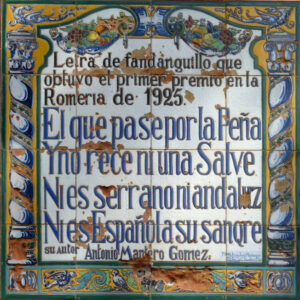 Letra de fandanguillo que
obtuvo el primer premio en la
Romeria de 1925.
El que pase por la Peña
Y no rece ni una Salve
Ni es serrano ni andaluz
Ni es Española su sangre
su autor Antonio Mantero Gomez.